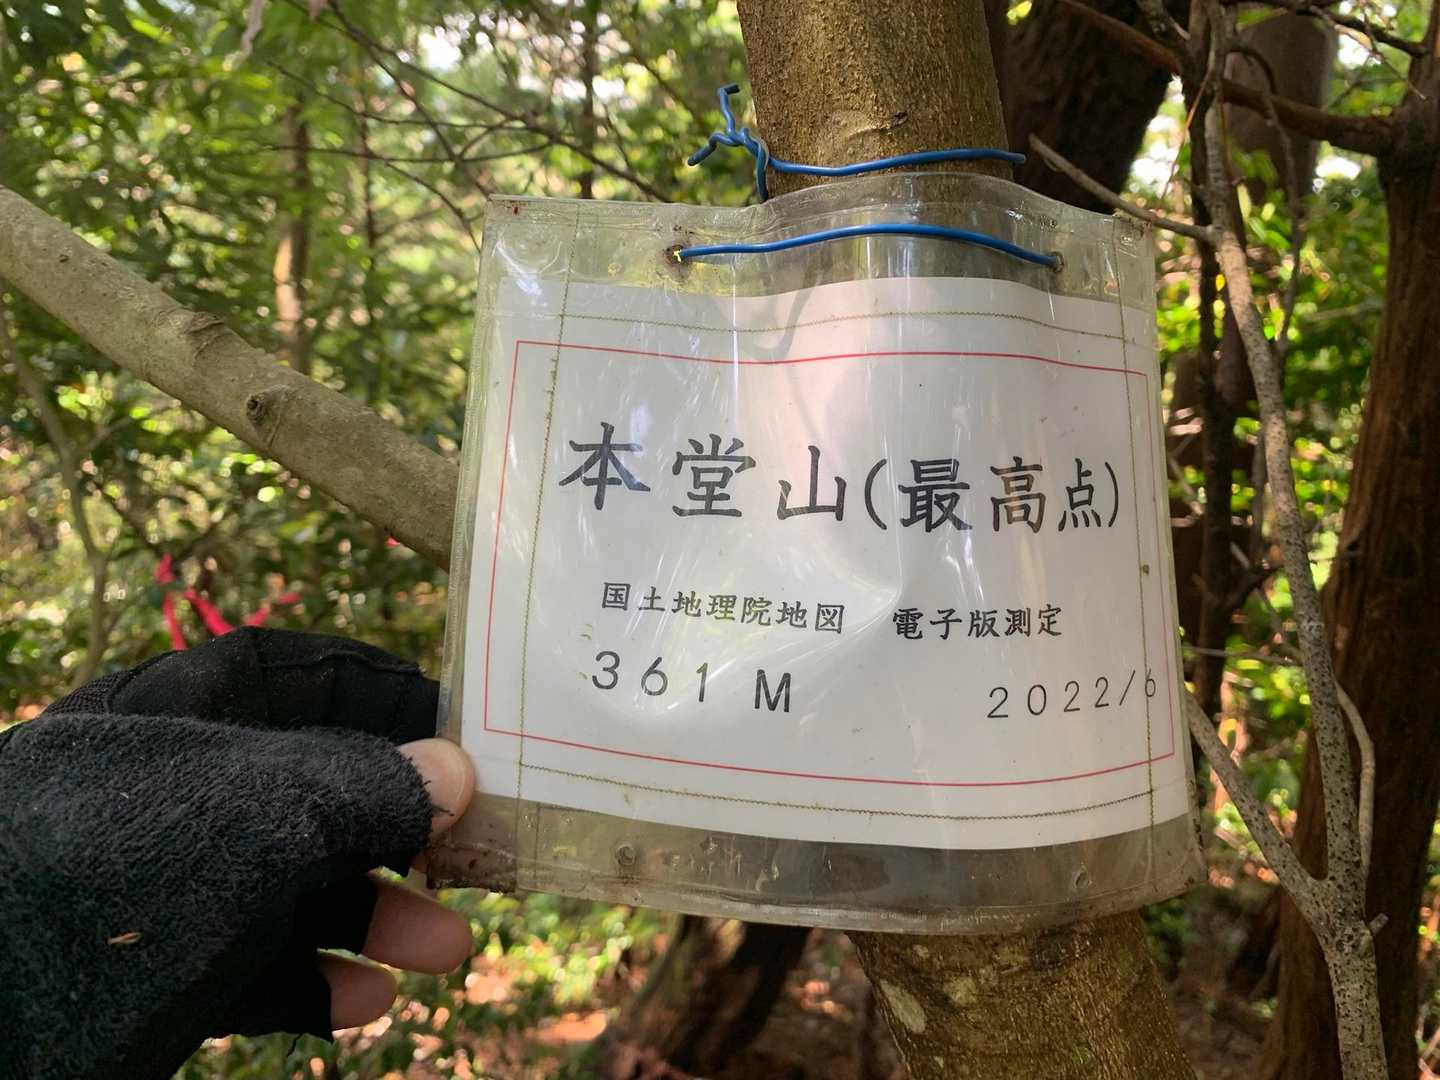 本堂山(最高点)
国土地理院地図 電子版測定
361 M 2022/6